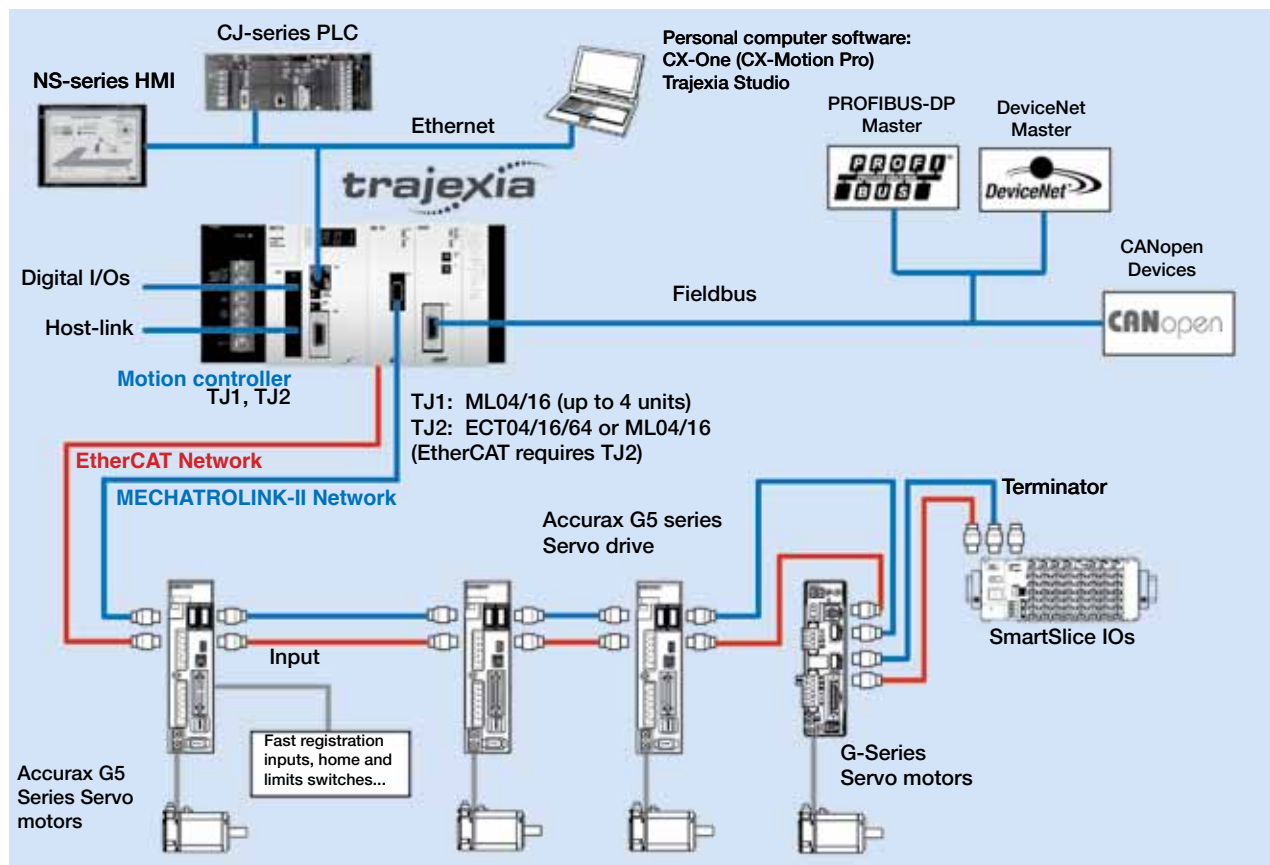 CJ-series PLC
NS-series HMI
Personal computer software:
CX-One (CX-Motion Pro)
Trajexia Studio
Ethernet
PROFIBUS-DP
Master
DeviceNet
Master
PROFI
BUS
DeviceNet
trajexia
Digital I/Os
Host-link
Fieldbus
CANopen
Devices
CANopen
Motion controller
TJ1, TJ2
TJ1: ML04/16 (up to 4 units)
TJ2: ECT04/16/64 or ML04/16
(EtherCAT requires TJ2)
EtherCAT Network
MECHATROLINK-II Network
Terminator
Accurax G5 series
Servo drive
SmartSlice IOs
Input
Fast registration
inputs, home and
limits switches...
G-Series
Servo motors
Accurax G5
Series Servo
motors